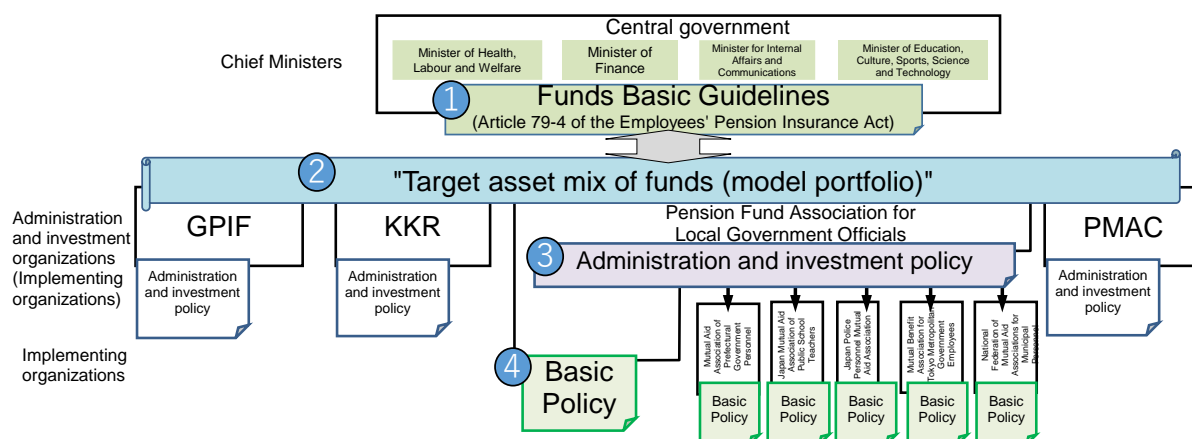 Central government
Chief Ministers
Minister of Health,
Labour and Welfare
Minister of
Finance
Minister for Internal
Affairs and
Communications
Minister of Education,
Culture, Sports, Science
and Technology
1
Funds Basic Guidelines
(Article 79-4 of the Employees' Pension Insurance Act)
2
"Target asset mix of funds (model portfolio)"
Administration
and investment
organizations
(Implementing
organizations)
GPIF
Administration
and investment
policy
KKR
Administration
and investment
policy
Pension Fund Association for
Local Government Officials
3
Administration and investment policy
PMAC
Administration
and investment
policy
Implementing
organizations
4
Basic
Policy
Mutual Aid
Association of
Prefectural
Government
Personnel
Basic
Policy
Japan Mutual Aid
Association of
Public School
Teachers
Basic
Policy
Japan Police
Personnel Mutual
Aid Association
Basic
Policy
Mutual Benefit
Association for
Tokyo Metropolitan
Government
Employees
Basic
Policy
National
Federation of
Mutual Aid
Associations for
Municipal
Personnel
Basic
Policy